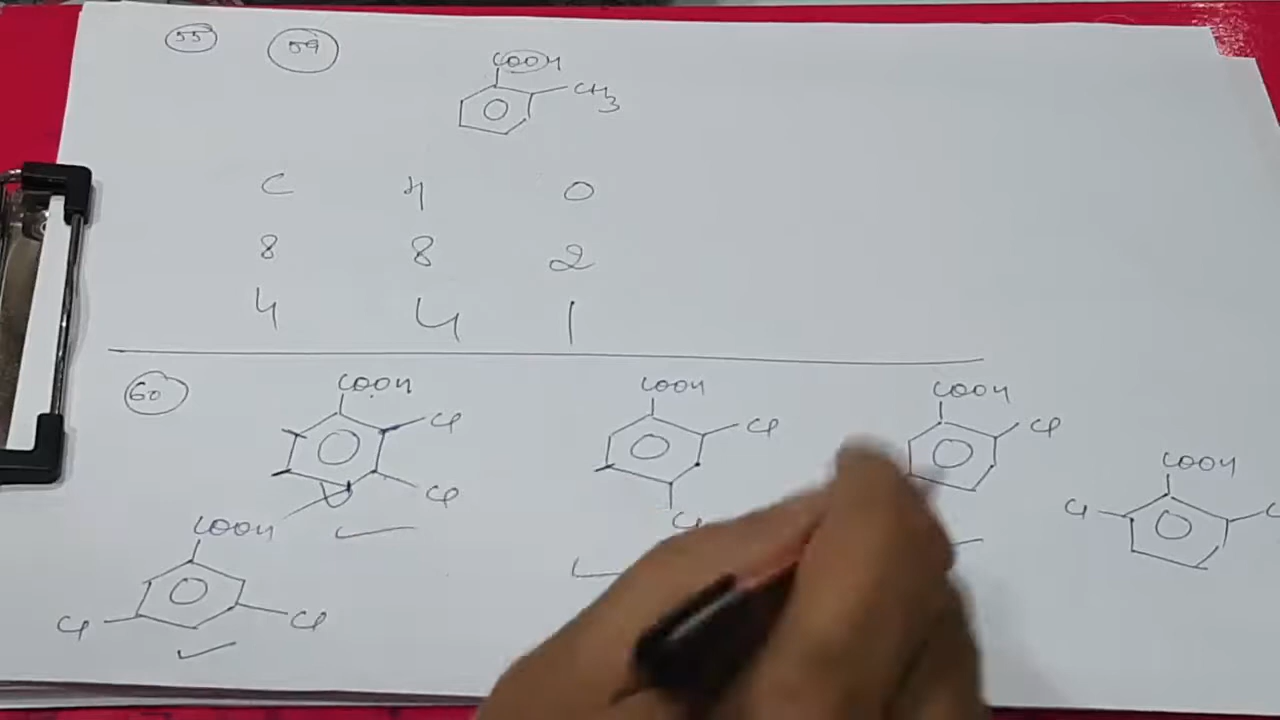 55 59
COOH
CH3
C H O
8 8 2
4 4 1
60
COOH COOH COOH
Cl Cl Cl
COOH
Cl
Cl
COOH
Cl Cl